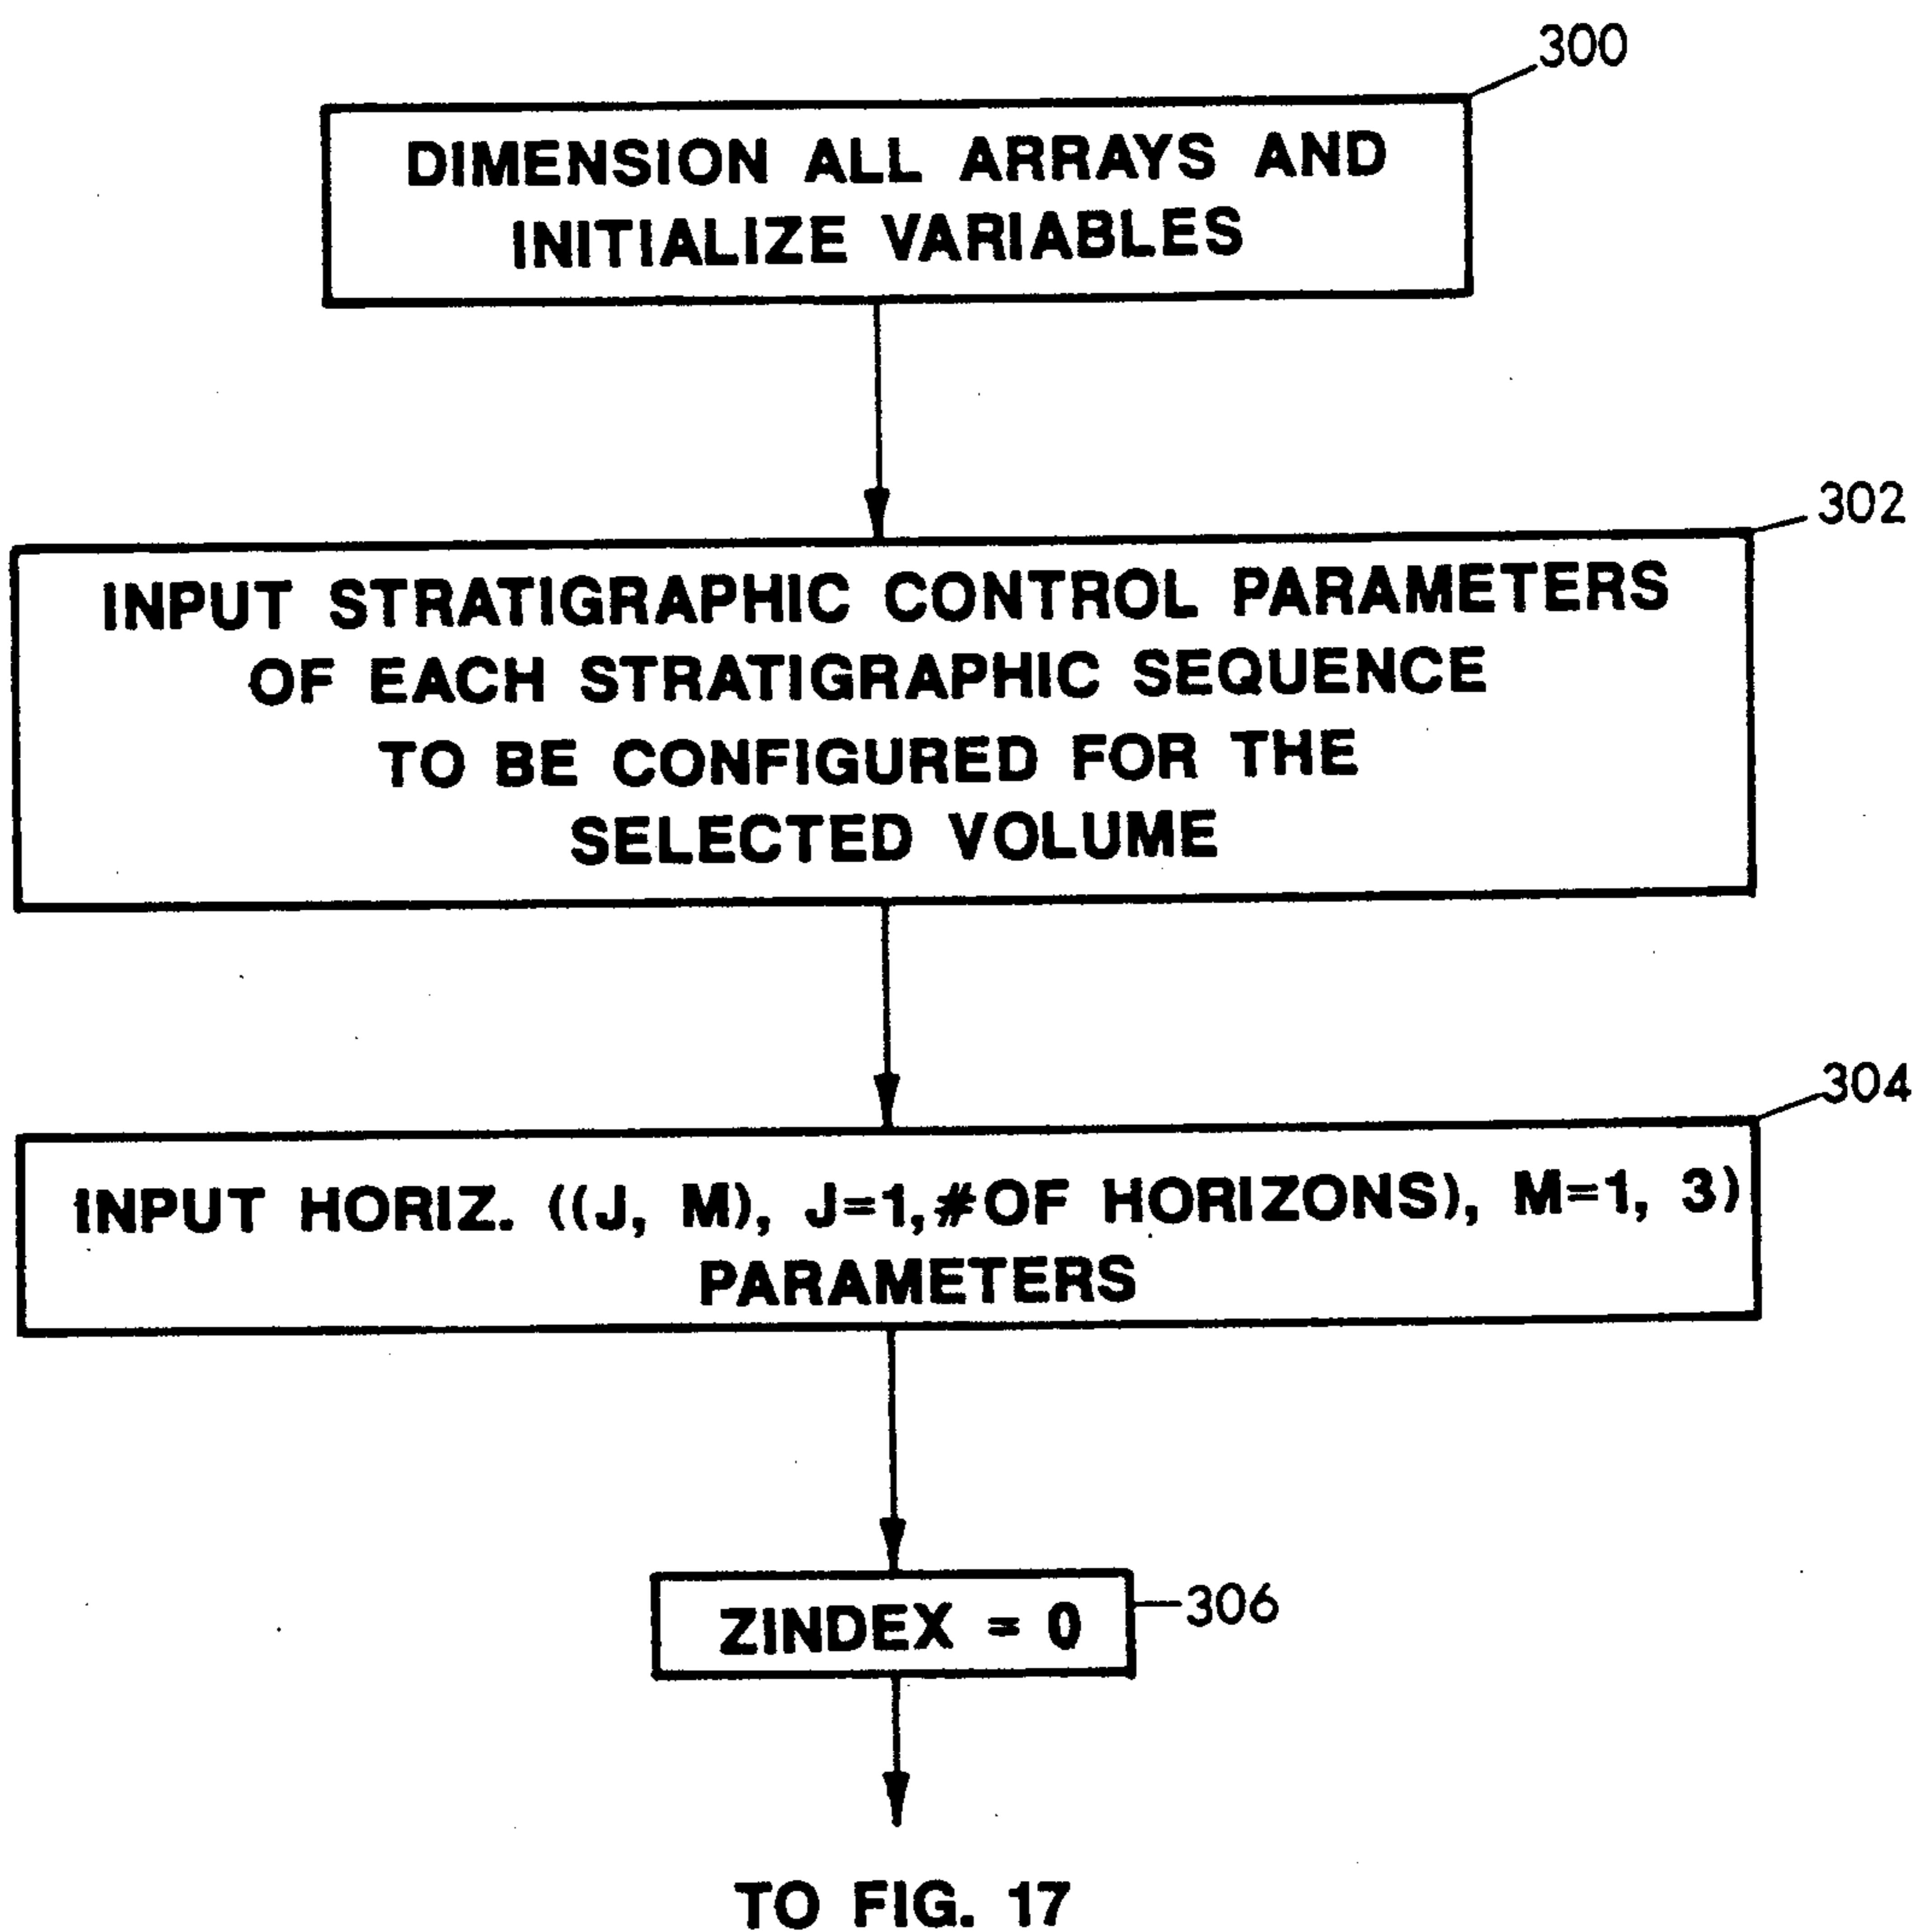 300
DIMENSION ALL ARRAYS AND
INITIALIZE VARIABLES
302
INPUT STRATIGRAPHIC CONTROL PARAMETERS
OF EACH STRATIGRAPHIC SEQUENCE
TO BE CONFIGURED FOR THE
SELECTED VOLUME
304
INPUT HORIZ. ((J, M), J=1,#OF HORIZONS), M=1, 3)
PARAMETERS
ZINDEX = 0
306
TO FIG. 17